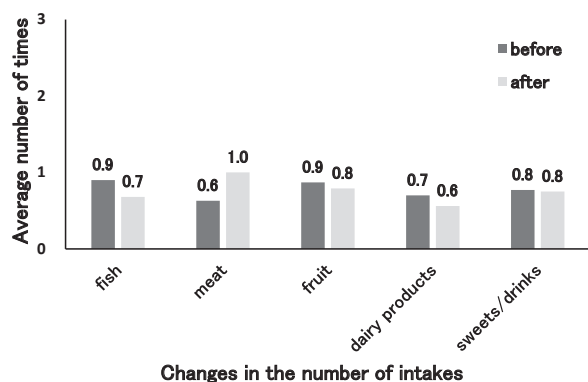 Average number of times
3
2
1
0
before
after
0.9
0.7
0.6
1.0
0.9
0.8
0.7
0.6
0.8
0.8
fish
meat
fruit
dairy products
sweets/drinks
Changes in the number of intakes